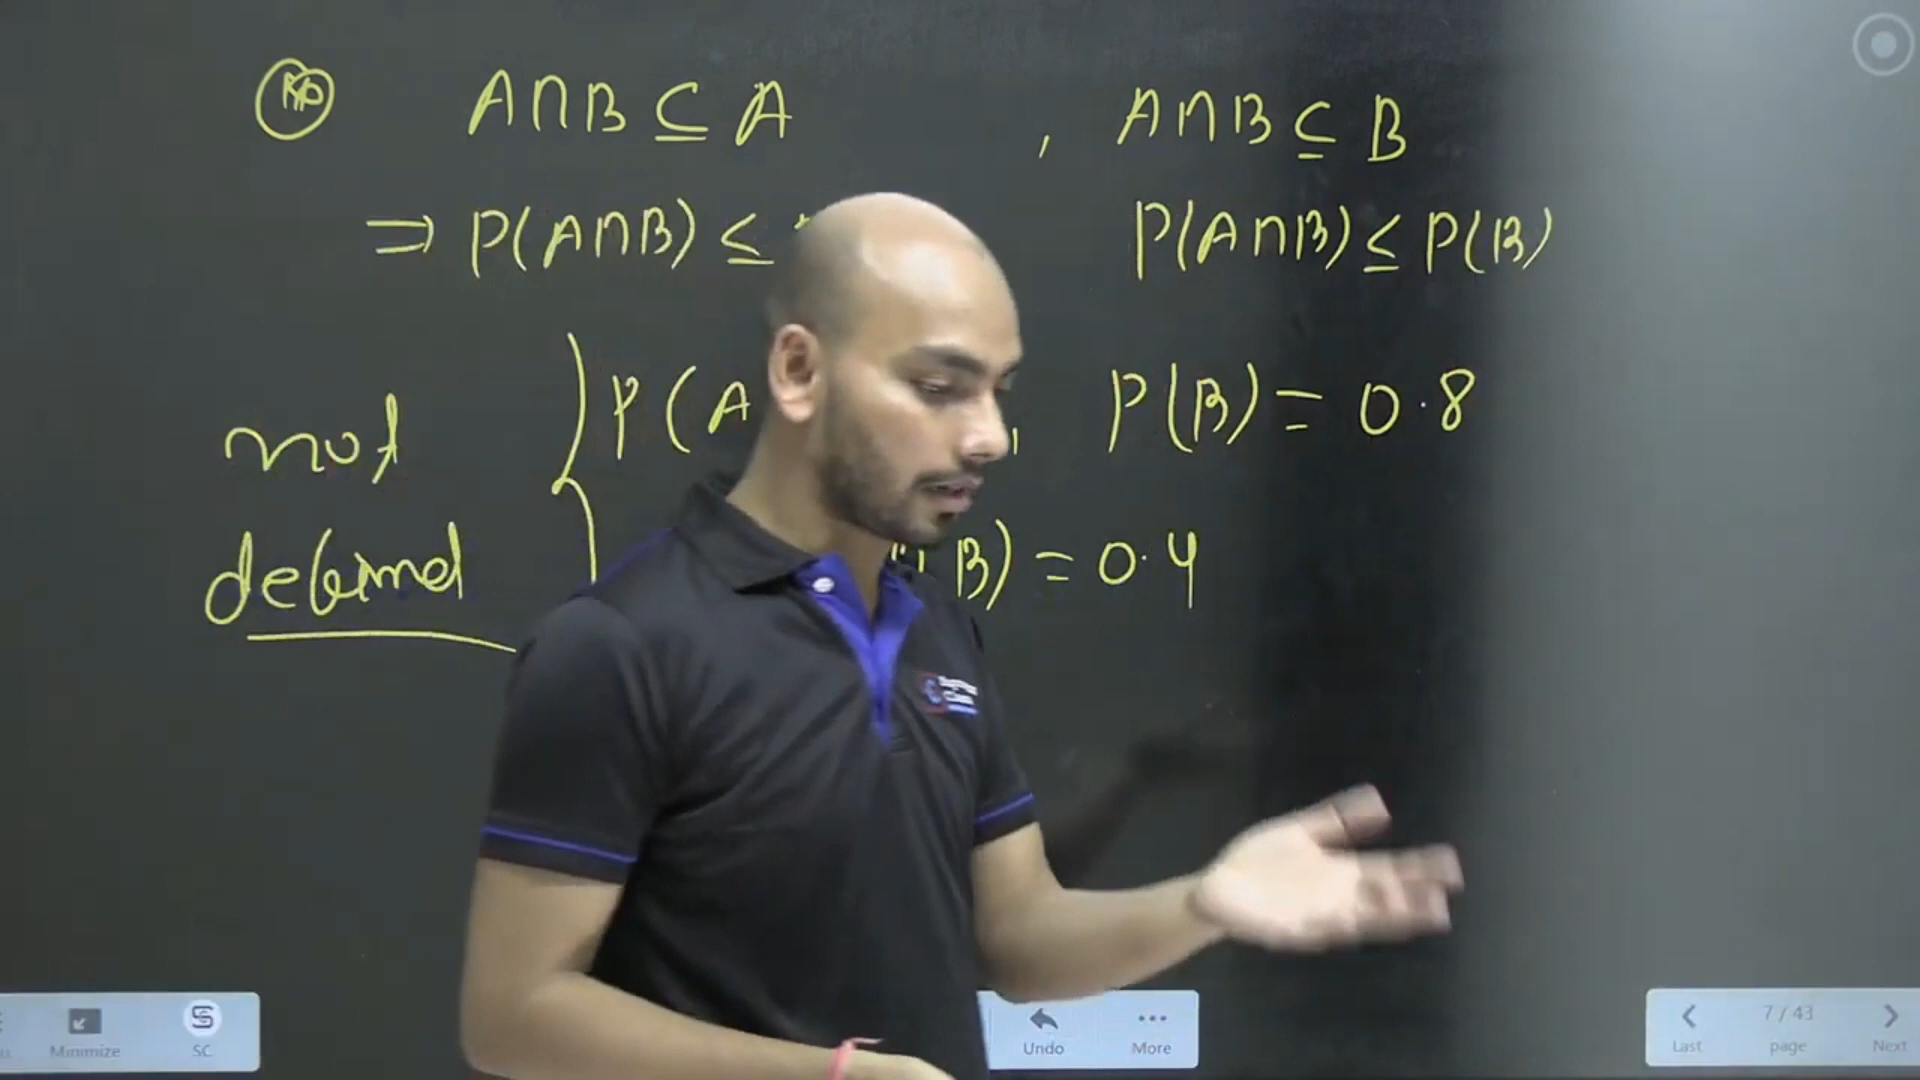 A∩B ⊆ A , A∩B ⊆ B
⇒ P(A∩B) ≤ P(A∩B) ≤ P(B)
not P(A , P(B) = 0.8
defined B) = 0.4
Minimize SC Undo More Last 7 / 43 page Next